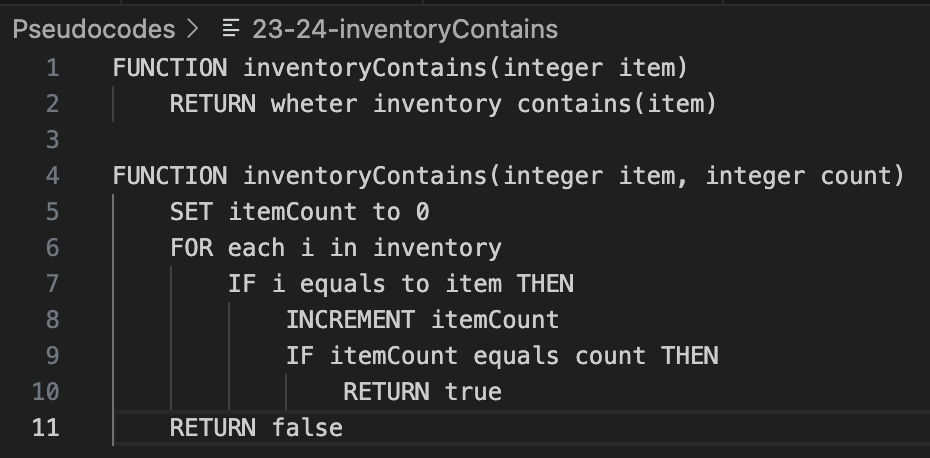 Pseudocodes > 23-24-inventoryContains
1 FUNCTION inventoryContains(integer item)
2 RETURN wheter inventory contains(item)
3
4 FUNCTION inventoryContains(integer item, integer count)
5 SET itemCount to 0
6 FOR each i in inventory
7 IF i equals to item THEN
8 INCREMENT itemCount
9 IF itemCount equals count THEN
10 RETURN true
11 RETURN false